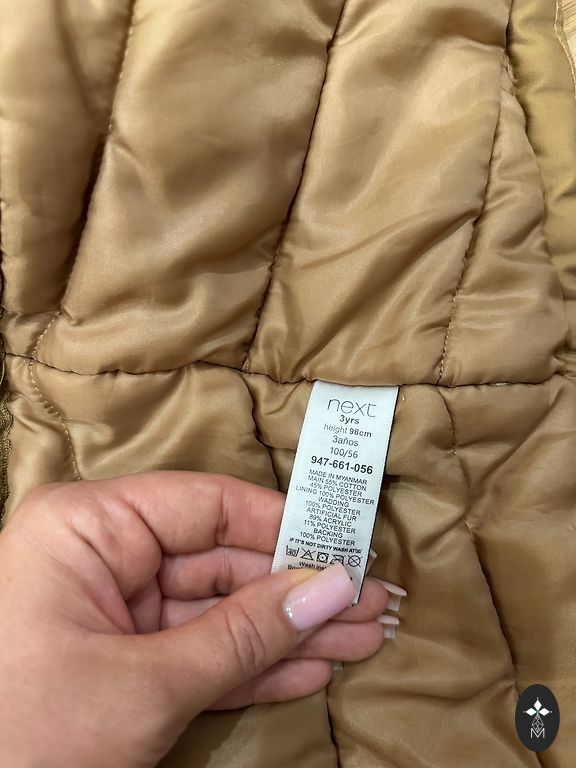 next
3yrs
height 98cm
3años
100/56
947-661-056
MADE IN MYANMAR
MAIN 55% COTTON
45% POLYESTER
LINING 100% POLYESTER
WADDING
100% POLYESTER
ARTIFICIAL FUR
89% ACRYLIC
11% POLYESTER
BACKING
100% POLYESTER
IF IT'S NOT DIRTY WASH AT
40
Wash
M